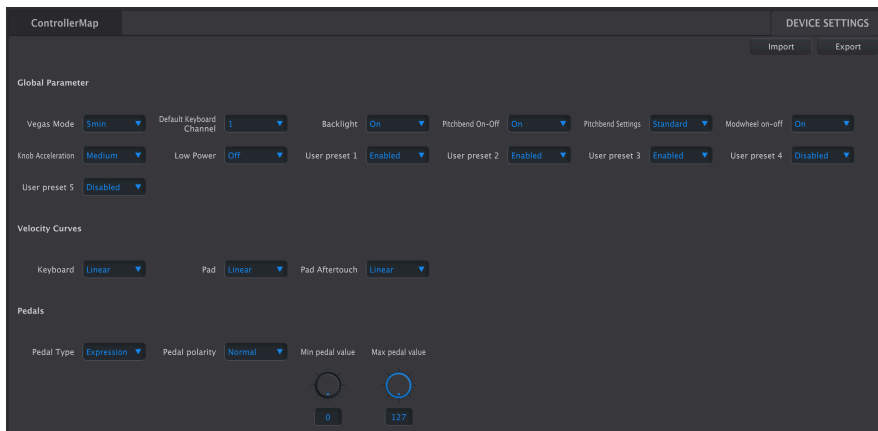 ControllerMap DEVICE SETTINGS
Import Export
Global Parameter
Vegas Mode 5min Default Keyboard Channel 1 Backlight On Pitchbend On-Off On Pitchbend Settings Standard Modwheel on-off On
Knob Acceleration Medium Low Power Off User preset 1 Enabled User preset 2 Enabled User preset 3 Enabled User preset 4 Disabled
User preset 5 Disabled
Velocity Curves
Keyboard Linear Pad Linear Pad Aftertouch Linear
Pedals
Pedal Type Expression Pedal polarity Normal Min pedal value Max pedal value
0 127